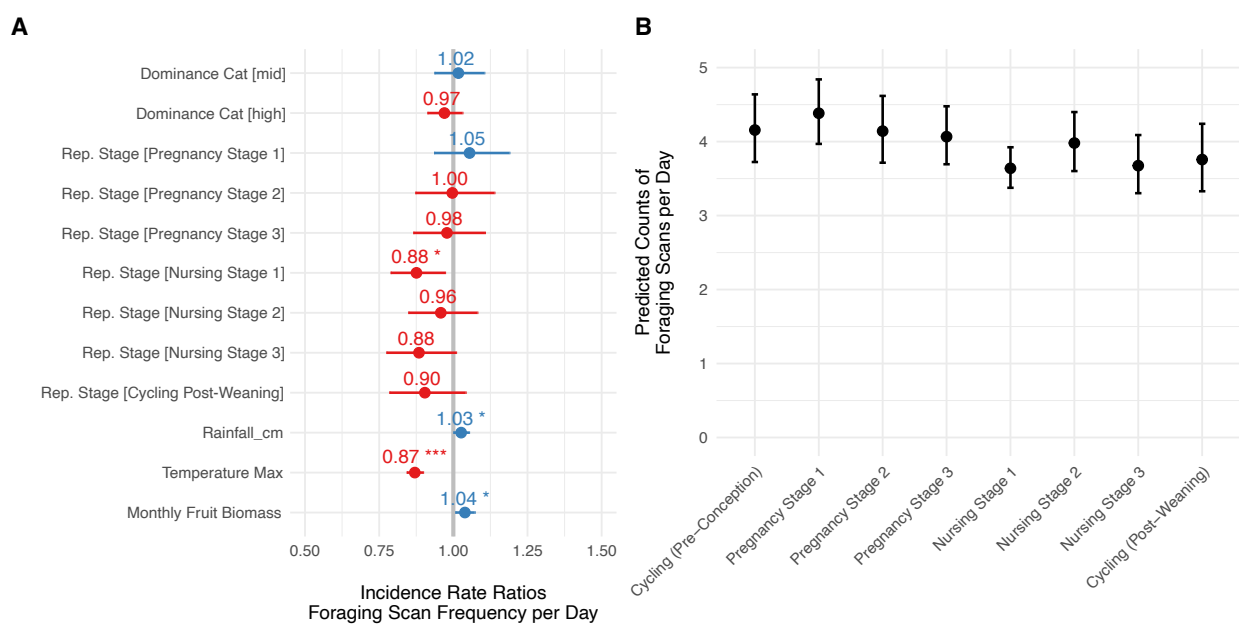 A
Dominance Cat [mid]
Dominance Cat [high]
Rep. Stage [Pregnancy Stage 1]
Rep. Stage [Pregnancy Stage 2]
Rep. Stage [Pregnancy Stage 3]
Rep. Stage [Nursing Stage 1]
Rep. Stage [Nursing Stage 2]
Rep. Stage [Nursing Stage 3]
Rep. Stage [Cycling Post-Weaning]
Rainfall_cm
Temperature Max
Monthly Fruit Biomass
1.02
0.97
1.05
1.00
0.98
0.88 *
0.96
0.88
0.90
1.03 *
0.87 ***
1.04 *
0.50
0.75
1.00
1.25
1.50
Incidence Rate Ratios
Foraging Scan Frequency per Day
B
Predicted Counts of
Foraging Scans per Day
5
4
3
2
1
0
Cycling (Pre−Conception)
Pregnancy Stage 1
Pregnancy Stage 2
Pregnancy Stage 3
Nursing Stage 1
Nursing Stage 2
Nursing Stage 3
Cycling (Post−Weaning)